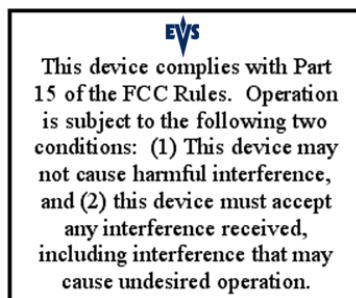 EVS
This device complies with Part
15 of the FCC Rules.  Operation
is subject to the following two
conditions:  (1) This device may
not cause harmful interference,
and (2) this device must accept
any interference received,
including interference that may
cause undesired operation.